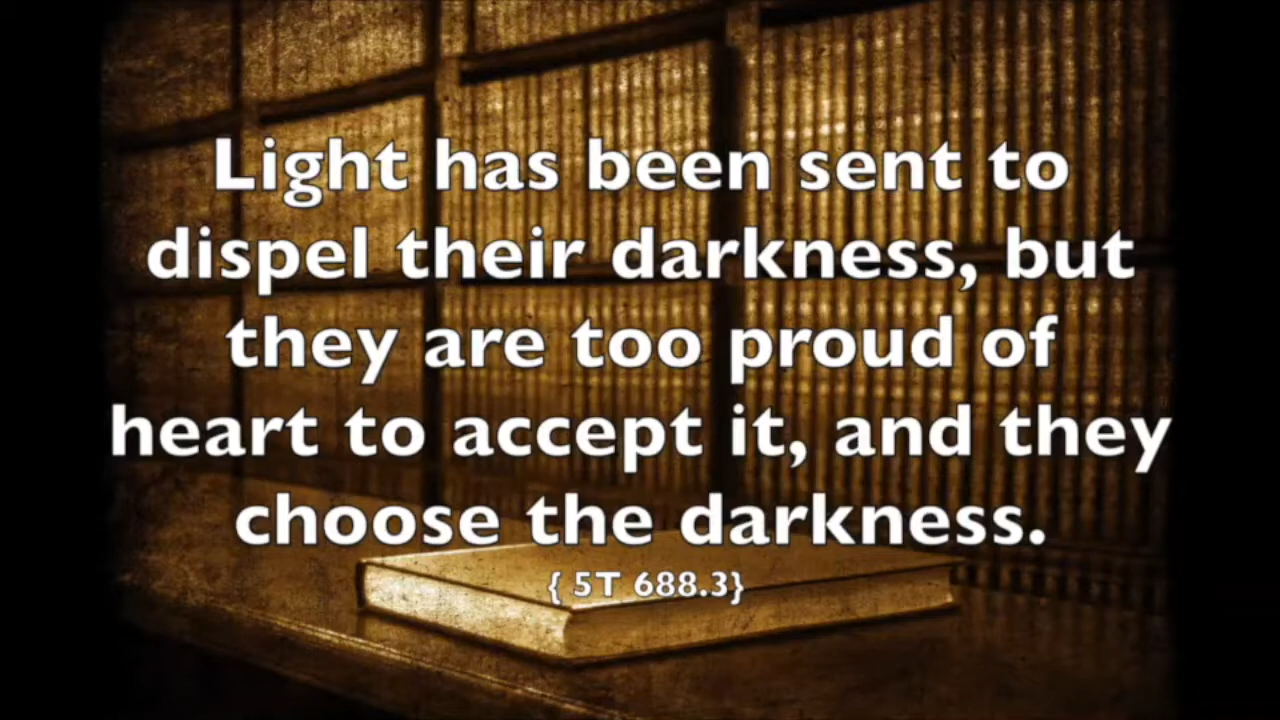 Light has been sent to
dispel their darkness, but
they are too proud of
heart to accept it, and they
choose the darkness.
{ 5T 688.3}